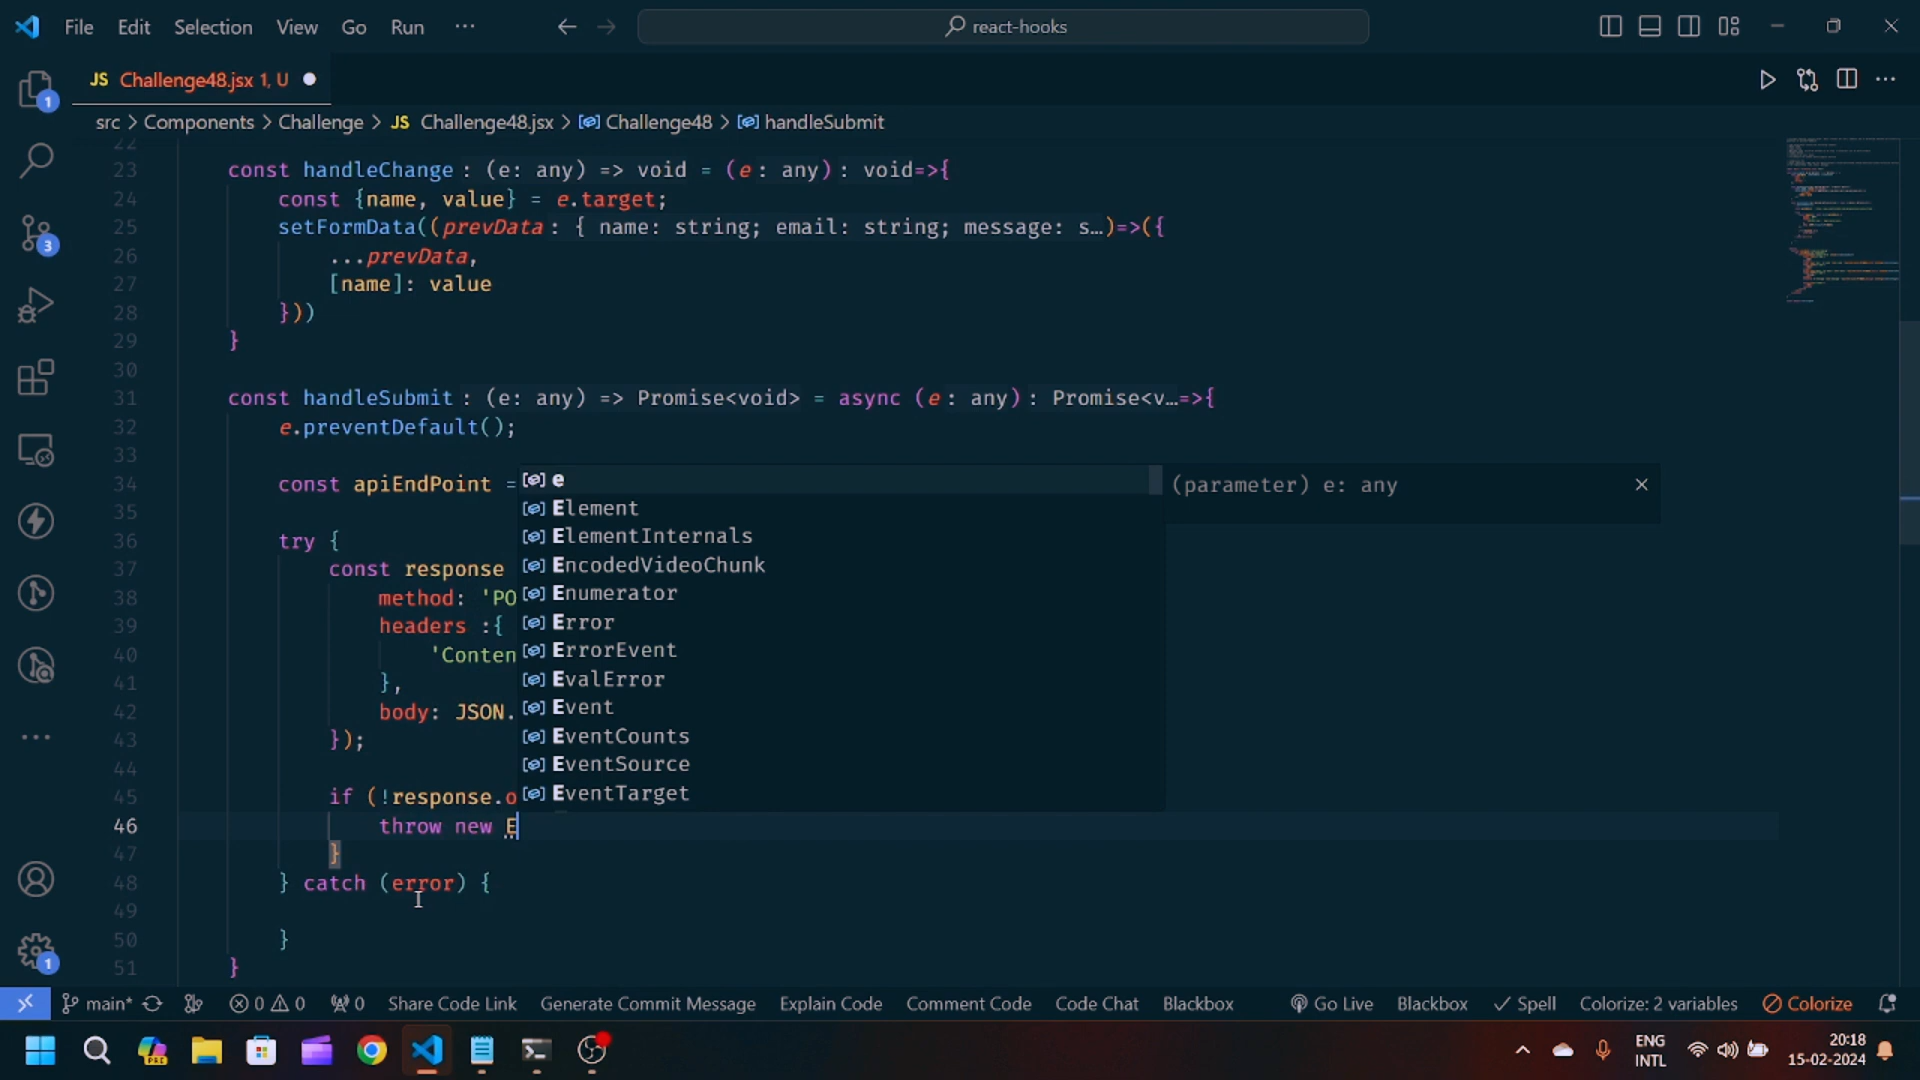 File Edit Selection View Go Run ··· react-hooks
JS Challenge48.jsx 1, U
src > Components > Challenge > JS Challenge48.jsx > Challenge48 > handleSubmit
22
23 const handleChange : (e: any) => void = (e : any) : void=>{
24 const {name, value} = e.target;
25 setFormData((prevData : { name: string; email: string; message: s…)=>({
26 ...prevData,
27 [name]: value
28 }))
29 }
30
31 const handleSubmit : (e: any) => Promise<void> = async (e : any) : Promise<v…=>{
32 e.preventDefault();
33
34 const apiEndPoint =
35
36 try {
37 const response
38 method: 'PO
39 headers :{
40 'Conten
41 },
42 body: JSON.
43 });
44
45 if (!response.o
46 throw new E
47 }
48 } catch (error) {
49
50 }
51 }
e
Element
ElementInternals
EncodedVideoChunk
Enumerator
Error
ErrorEvent
EvalError
Event
EventCounts
EventSource
EventTarget
(parameter) e: any
1
3
1
main* 0 0 0 Share Code Link Generate Commit Message Explain Code Comment Code Code Chat Blackbox Go Live Blackbox Spell Colorize: 2 variables Colorize
PRE
ENG
INTL
20:18
15-02-2024